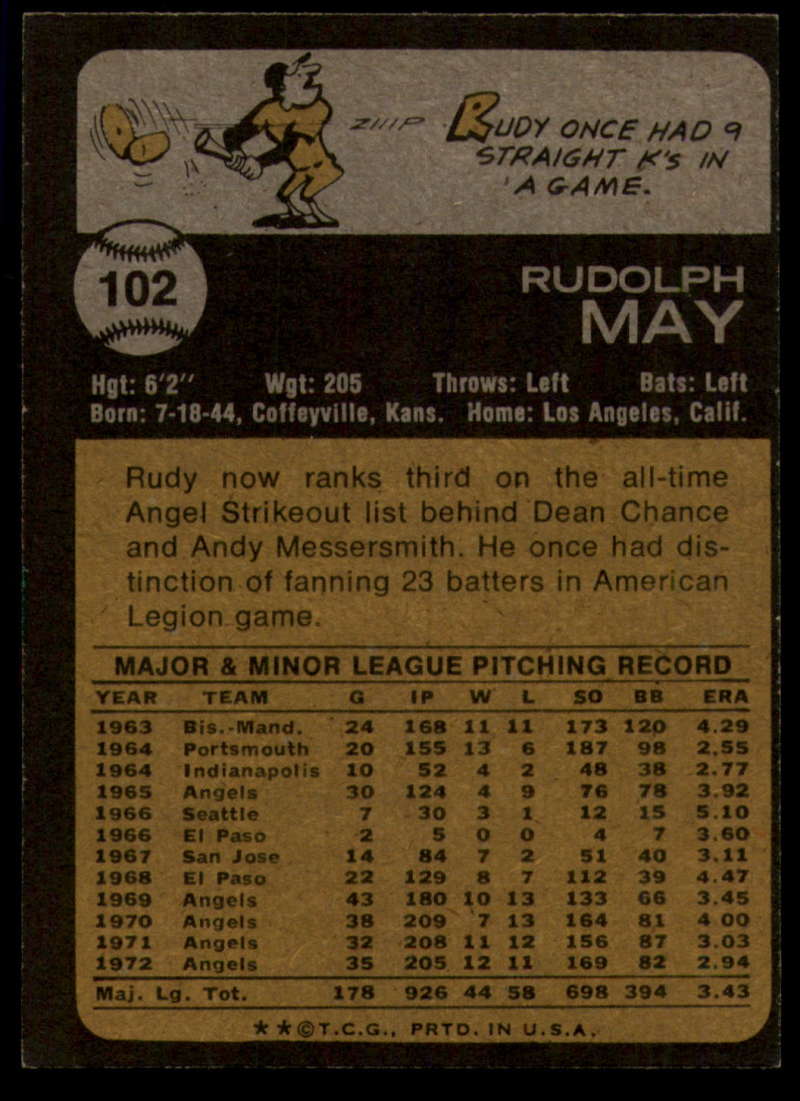 ZIIIP
RUDY ONCE HAD 9
STRAIGHT K'S IN
A GAME.
102
RUDOLPH
MAY
Hgt: 6'2" Wgt: 205 Throws: Left Bats: Left
Born: 7-18-44, Coffeyville, Kans. Home: Los Angeles, Calif.
Rudy now ranks third on the all-time
Angel Strikeout list behind Dean Chance
and Andy Messersmith. He once had dis-
tinction of fanning 23 batters in American
Legion game.
MAJOR & MINOR LEAGUE PITCHING RECORD
YEAR TEAM G IP W L SO BB ERA
1963 Bis.-Mand. 24 168 11 11 173 120 4.29
1964 Portsmouth 20 155 13 6 187 98 2.55
1964 Indianapolis 10 52 4 2 48 38 2.77
1965 Angels 30 124 4 9 76 78 3.92
1966 Seattle 7 30 3 1 12 15 5.10
1966 El Paso 2 5 0 0 4 7 3.60
1967 San Jose 14 84 7 2 51 40 3.11
1968 El Paso 22 129 8 7 112 39 4.47
1969 Angels 43 180 10 13 133 66 3.45
1970 Angels 38 209 7 13 164 81 4 00
1971 Angels 32 208 11 12 156 87 3.03
1972 Angels 35 205 12 11 169 82 2.94
Maj. Lg. Tot. 178 926 44 58 698 394 3.43
★ ★ © T.C.G., PRTD. IN U.S.A.